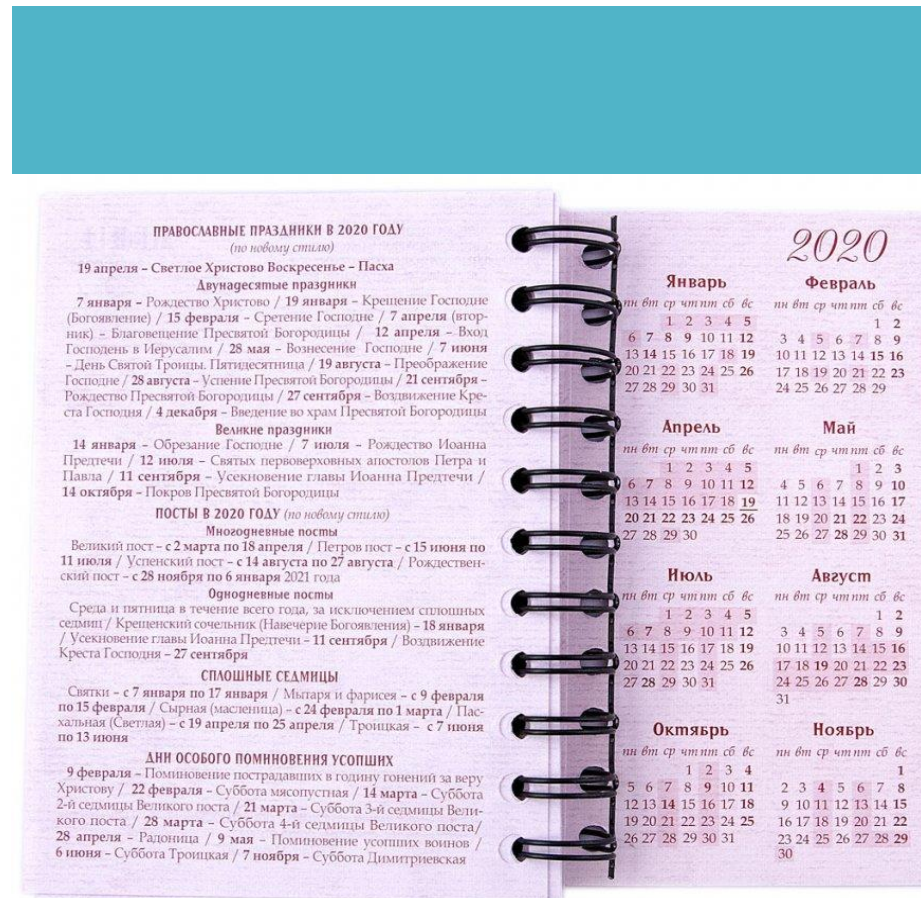 ПРАВОСЛАВНЫЕ ПРАЗДНИКИ В 2020 ГОДУ
(по новому стилю)
19 апреля – Светлое Христово Воскресенье – Пасха
Двунадесятые праздники
7 января – Рождество Христово / 19 января – Крещение Господне
(Богоявление) / 15 февраля – Сретение Господне / 7 апреля (втор-
ник) – Благовещение Пресвятой Богородицы / 12 апреля – Вход
Господень в Иерусалим / 28 мая – Вознесение Господне / 7 июня
– День Святой Троицы. Пятидесятница / 19 августа – Преображение
Господне / 28 августа – Успение Пресвятой Богородицы / 21 сентября –
Рождество Пресвятой Богородицы / 27 сентября – Воздвижение Кре-
ста Господня / 4 декабря – Введение во храм Пресвятой Богородицы
Великие праздники
14 января – Обрезание Господне / 7 июля – Рождество Иоанна
Предтечи / 12 июля – Святых первоверховных апостолов Петра и
Павла / 11 сентября – Усекновение главы Иоанна Предтечи /
14 октября – Покров Пресвятой Богородицы
ПОСТЫ В 2020 ГОДУ (по новому стилю)
Многодневные посты
Великий пост – с 2 марта по 18 апреля / Петров пост – с 15 июня по
11 июля / Успенский пост – с 14 августа по 27 августа / Рождествен-
ский пост – с 28 ноября по 6 января 2021 года
Однодневные посты
Среда и пятница в течение всего года, за исключением сплошных
седмиц / Крещенский сочельник (Навечерие Богоявления) – 18 января
/ Усекновение главы Иоанна Предтечи – 11 сентября / Воздвижение
Креста Господня – 27 сентября
СПЛОШНЫЕ СЕДМИЦЫ
Святки – с 7 января по 17 января / Мытаря и фарисея – с 9 февраля
по 15 февраля / Сырная (масленица) – с 24 февраля по 1 марта / Пас-
хальная (Светлая) – с 19 апреля по 25 апреля / Троицкая – с 7 июня
по 13 июня
ДНИ ОСОБОГО ПОМИНОВЕНИЯ УСОПШИХ
9 февраля – Поминовение пострадавших в годину гонений за веру
Христову / 22 февраля – Суббота мясопустная / 14 марта – Суббота
2-й седмицы Великого поста / 21 марта – Суббота 3-й седмицы Вели-
кого поста / 28 марта – Суббота 4-й седмицы Великого поста/
28 апреля – Радоница / 9 мая – Поминовение усопших воинов /
6 июня – Суббота Троицкая / 7 ноября – Суббота Димитриевская
2020
Январь
пн вт ср чт пт сб вс
1 2 3 4 5
6 7 8 9 10 11 12
13 14 15 16 17 18 19
20 21 22 23 24 25 26
27 28 29 30 31
Февраль
пн вт ср чт пт сб вс
1 2
3 4 5 6 7 8 9
10 11 12 13 14 15 16
17 18 19 20 21 22 23
24 25 26 27 28 29
Апрель
пн вт ср чт пт сб вс
1 2 3 4 5
6 7 8 9 10 11 12
13 14 15 16 17 18 19
20 21 22 23 24 25 26
27 28 29 30
Май
пн вт ср чт пт сб вс
1 2 3
4 5 6 7 8 9 10
11 12 13 14 15 16 17
18 19 20 21 22 23 24
25 26 27 28 29 30 31
Июль
пн вт ср чт пт сб вс
1 2 3 4 5
6 7 8 9 10 11 12
13 14 15 16 17 18 19
20 21 22 23 24 25 26
27 28 29 30 31
Август
пн вт ср чт пт сб вс
1 2
3 4 5 6 7 8 9
10 11 12 13 14 15 16
17 18 19 20 21 22 23
24 25 26 27 28 29 30
31
Октябрь
пн вт ср чт пт сб вс
1 2 3 4
5 6 7 8 9 10 11
12 13 14 15 16 17 18
19 20 21 22 23 24 25
26 27 28 29 30 31
Ноябрь
пн вт ср чт пт сб вс
1
2 3 4 5 6 7 8
9 10 11 12 13 14 15
16 17 18 19 20 21 22
23 24 25 26 27 28 29
30